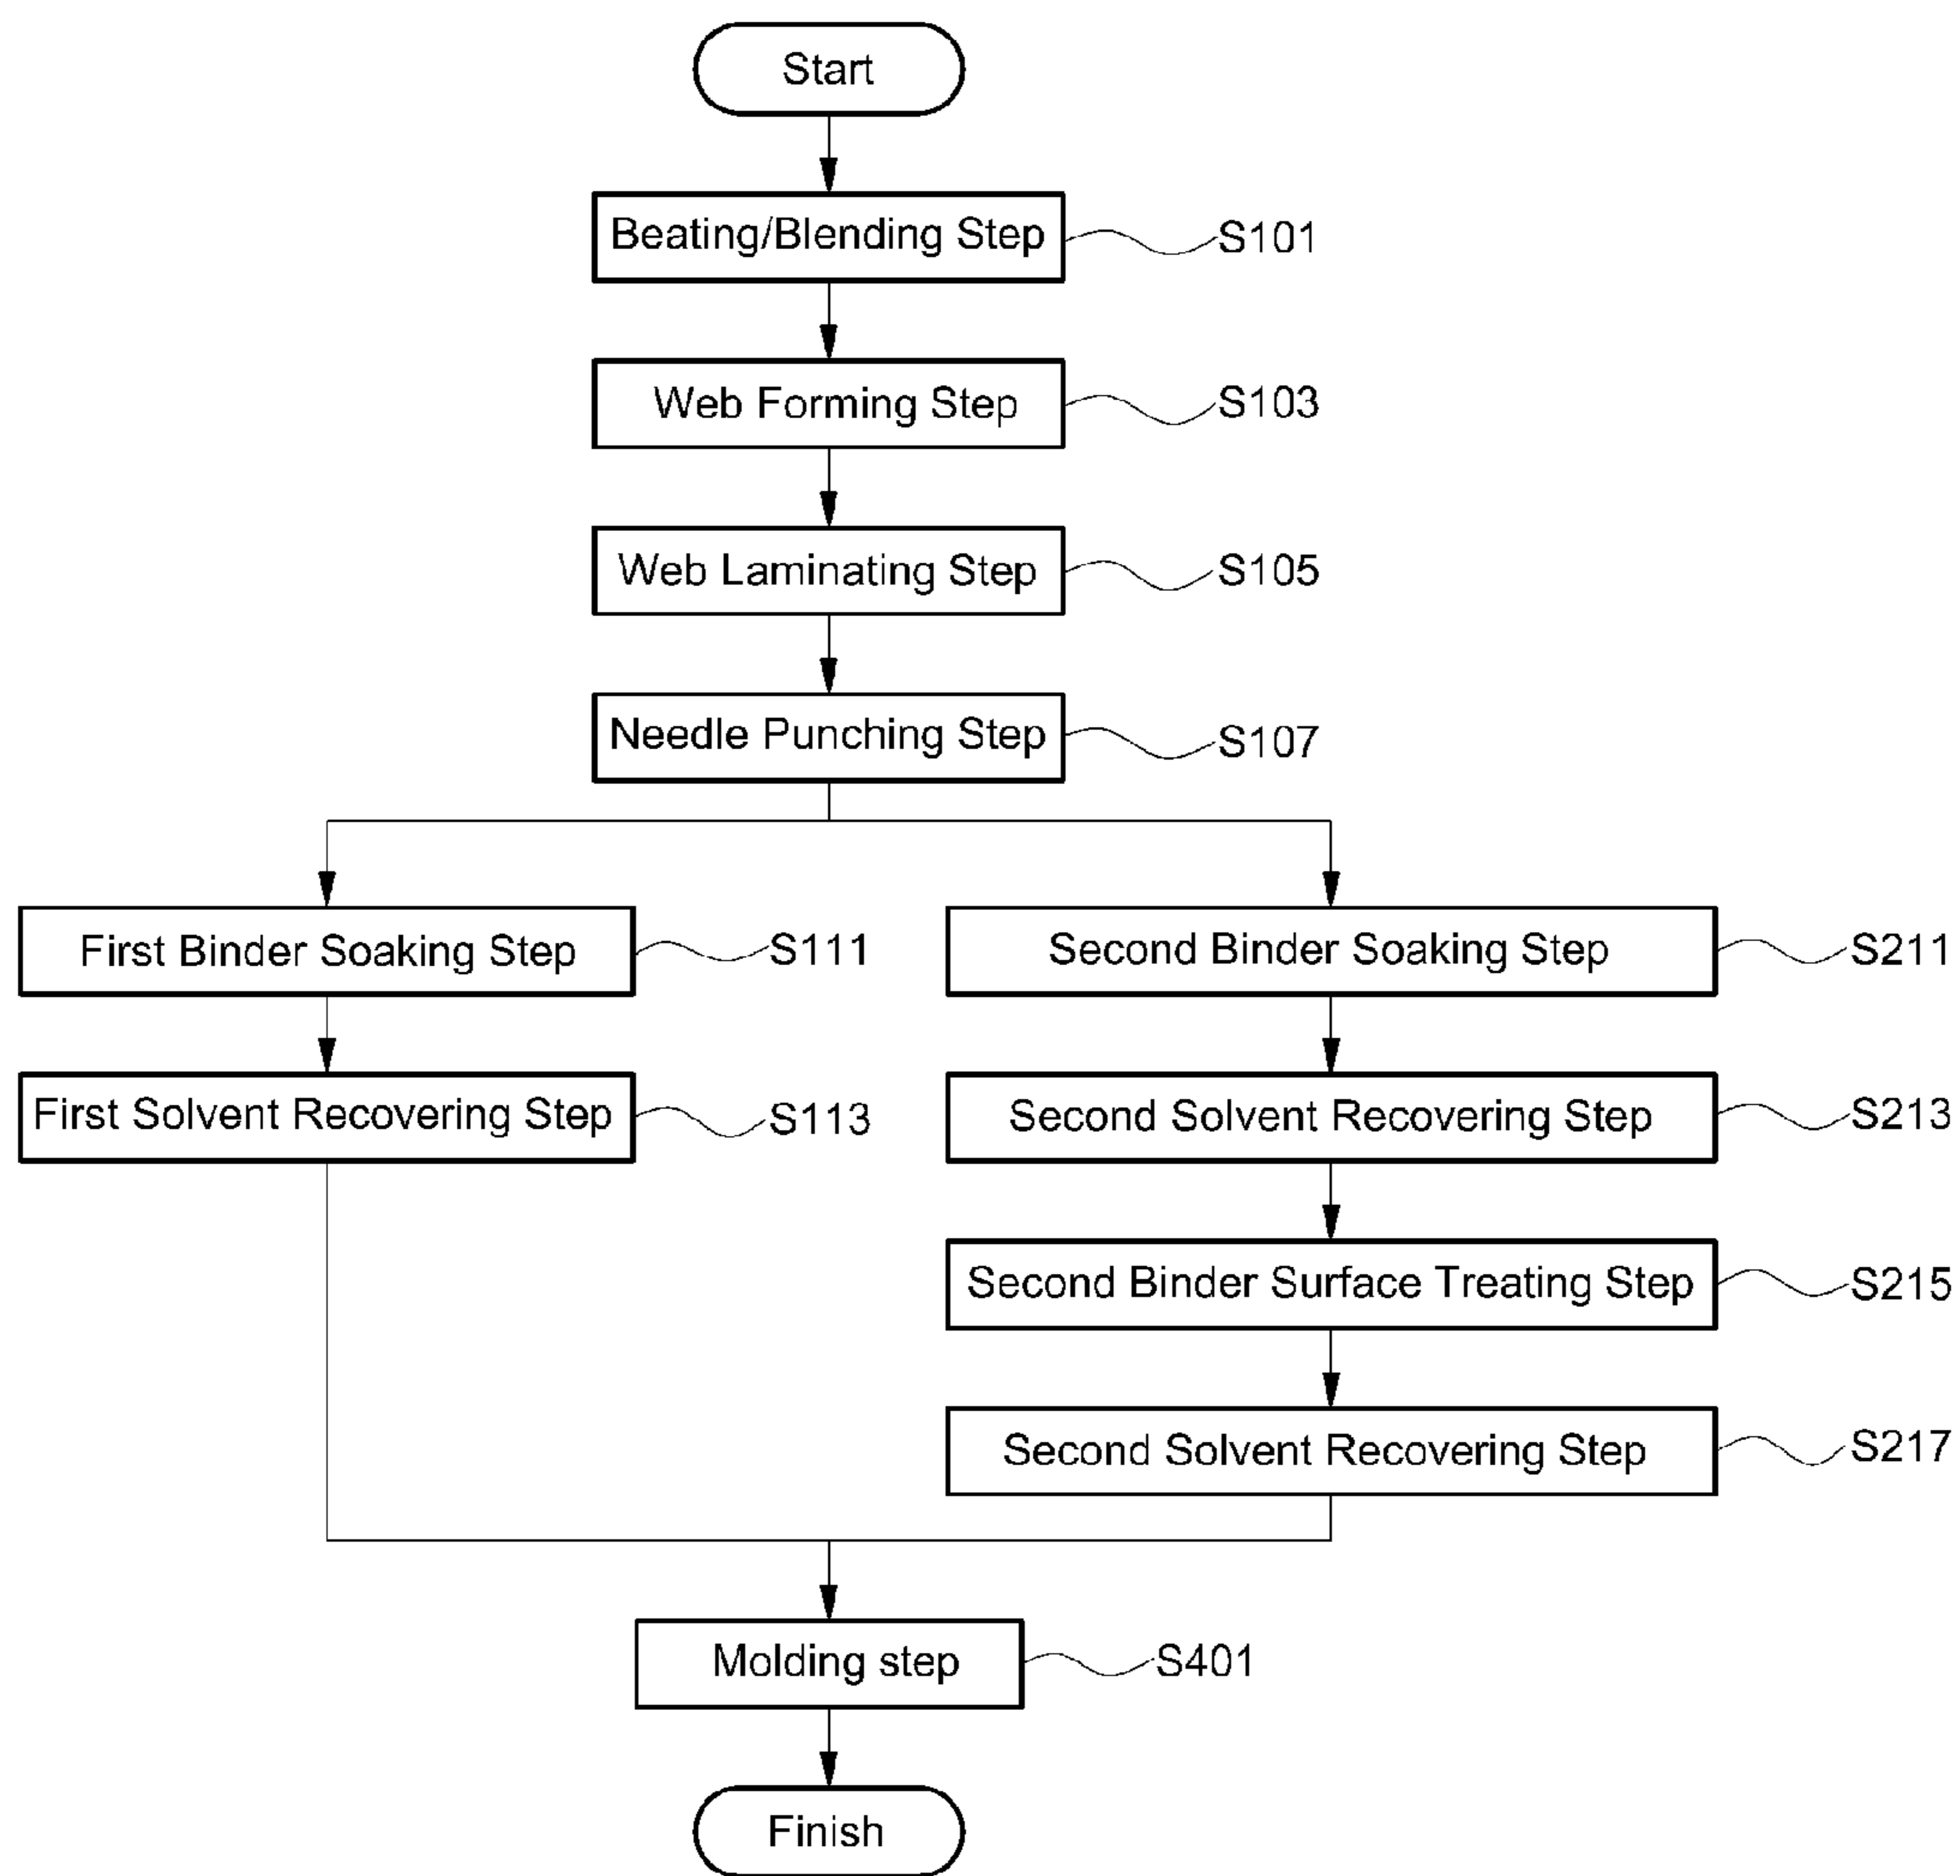 Start
Beating/Blending Step
S101
Web Forming Step
S103
Web Laminating Step
S105
Needle Punching Step
S107
First Binder Soaking Step
S111
Second Binder Soaking Step
S211
First Solvent Recovering Step
S113
Second Solvent Recovering Step
S213
Second Binder Surface Treating Step
S215
Second Solvent Recovering Step
S217
Molding step
S401
Finish